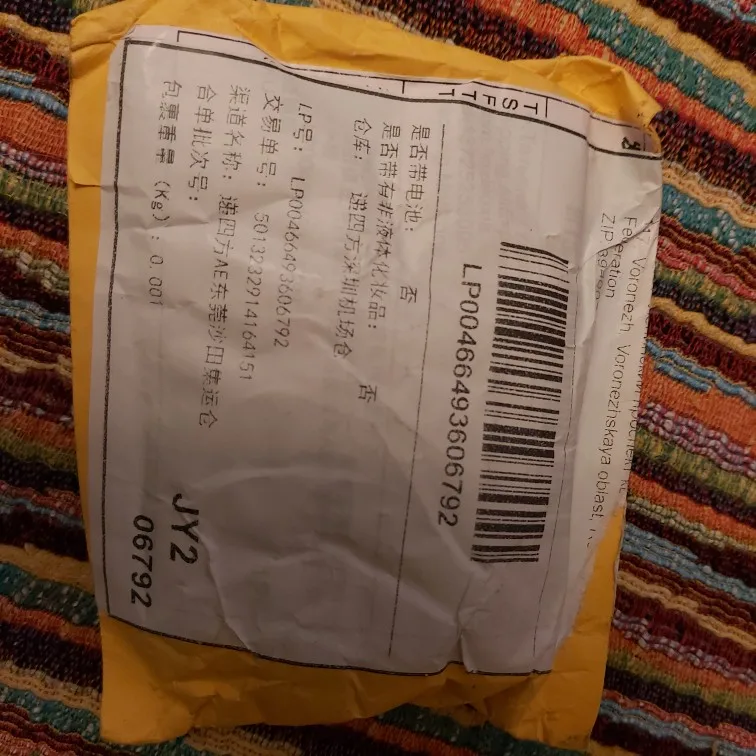 Voronezh, Voronezhskaya oblast,
Federation
ZIP
TSFTT
LP00466493606792
是否带电池: 否
是否带有非液体化妆品: 否
仓库: 递四方深圳机场仓
LP号: LP00466493606792
交易单号: 5013232914164151
渠道名称: 递四方AE东莞沙田集运仓
合单批次号:
包裹重量 (Kg): 0.001
JY2
06792